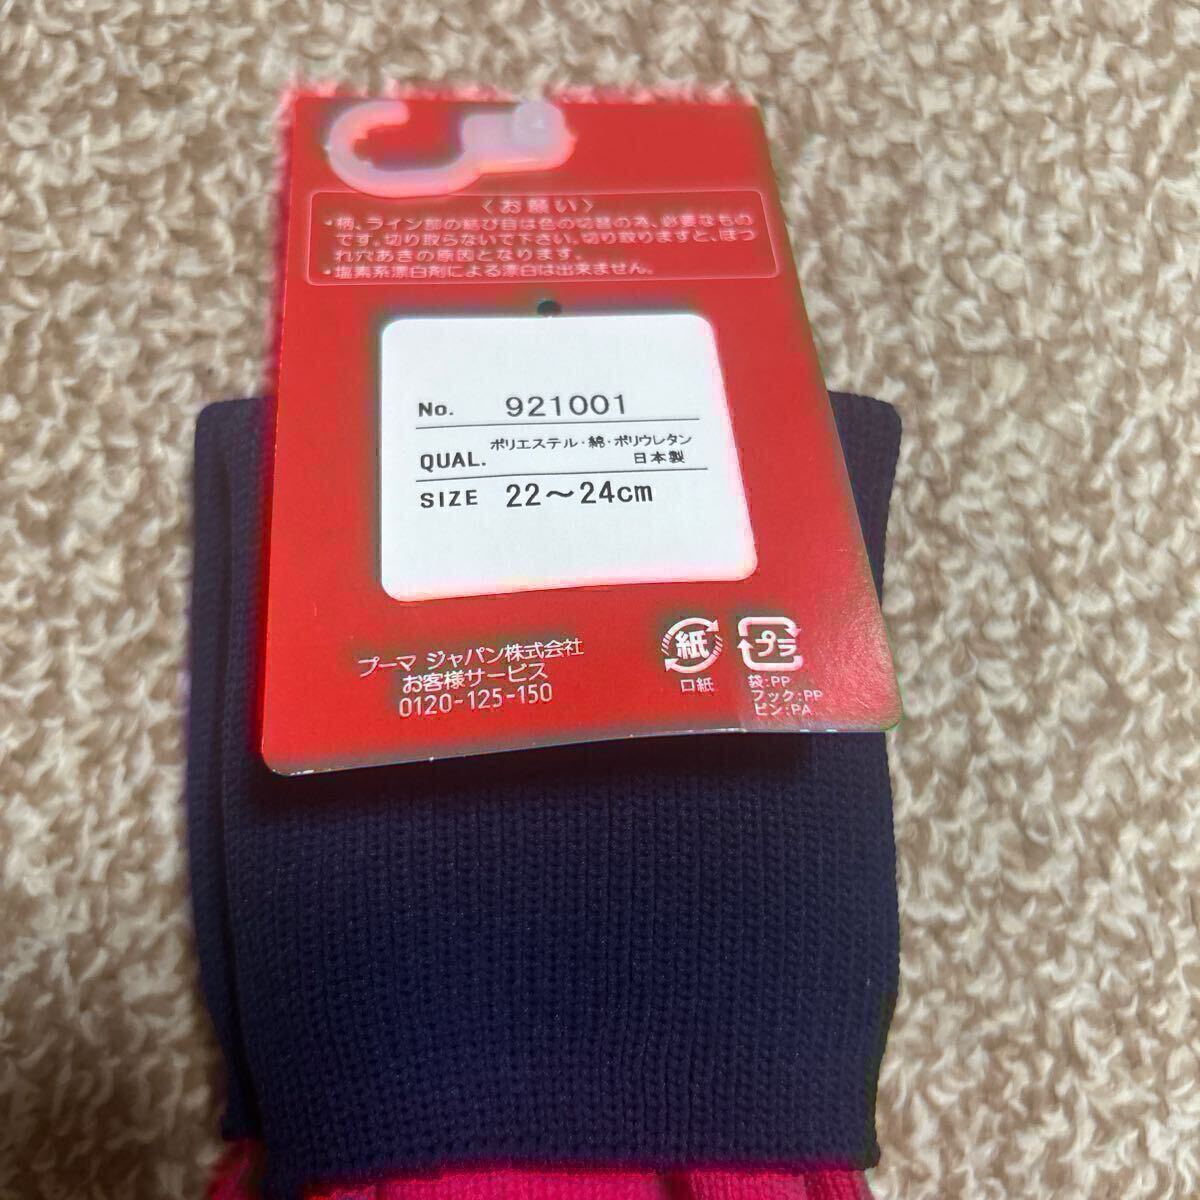 〈お願い〉
・柄、ライン部の結び目は色の切替の為、必要なもの
です。切り取らないで下さい。切り取りますと、ほつ
れ穴あきの原因となります。
・塩素系漂白剤による漂白は出来ません。
No. 921001
QUAL. ポリエステル・綿・ポリウレタン
日本製
SIZE 22～24cm
プーマ ジャパン株式会社
お客様サービス
0120-125-150
紙
口紙
プラ
袋:PP
フック:PP
ピン:PA